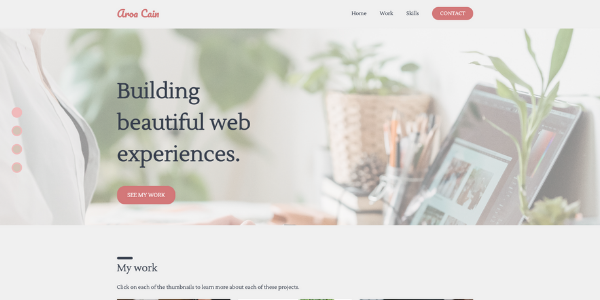 Aroa Cain
Home Work Skills CONTACT
Building
beautiful web
experiences.
SEE MY WORK
My work
Click on each of the thumbnails to learn more about each of these projects.